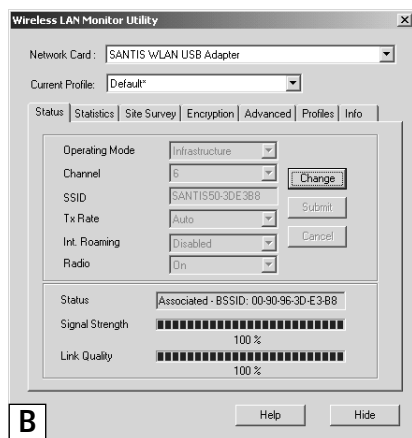 Wireless LAN Monitor Utility
Network Card : SANTIS WLAN USB Adapter
Current Profile: Default*
Status Statistics Site Survey Encryption Advanced Profiles Info
Operating Mode Infrastructure
Channel 6
Change
SSID SANTIS50-3DE3B8
Submit
Tx Rate Auto
Int. Roaming Disabled
Cancel
Radio On
Status Associated - BSSID: 00-90-96-3D-E3-B8
Signal Strength
100 %
Link Quality
100 %
B
Help Hide